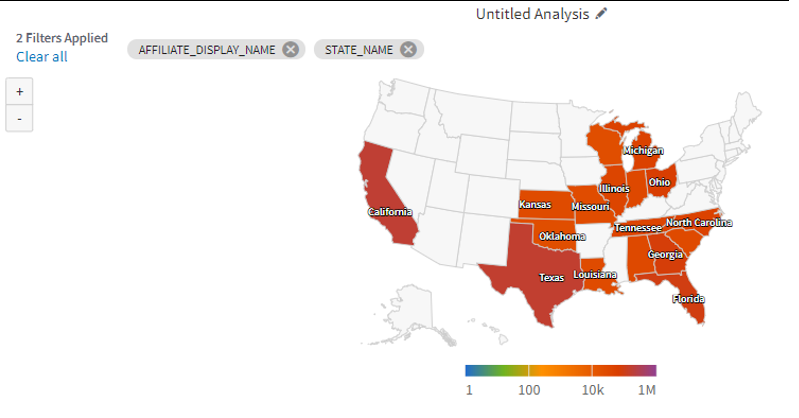 Untitled Analysis
2 Filters Applied
Clear all
AFFILIATE_DISPLAY_NAME
STATE_NAME
+
-
Michigan
Ohio
Illinois
Kansas
Missouri
California
North Carolina
Tennessee
Oklahoma
Georgia
Texas
Louisiana
Florida
1 100 10k 1M